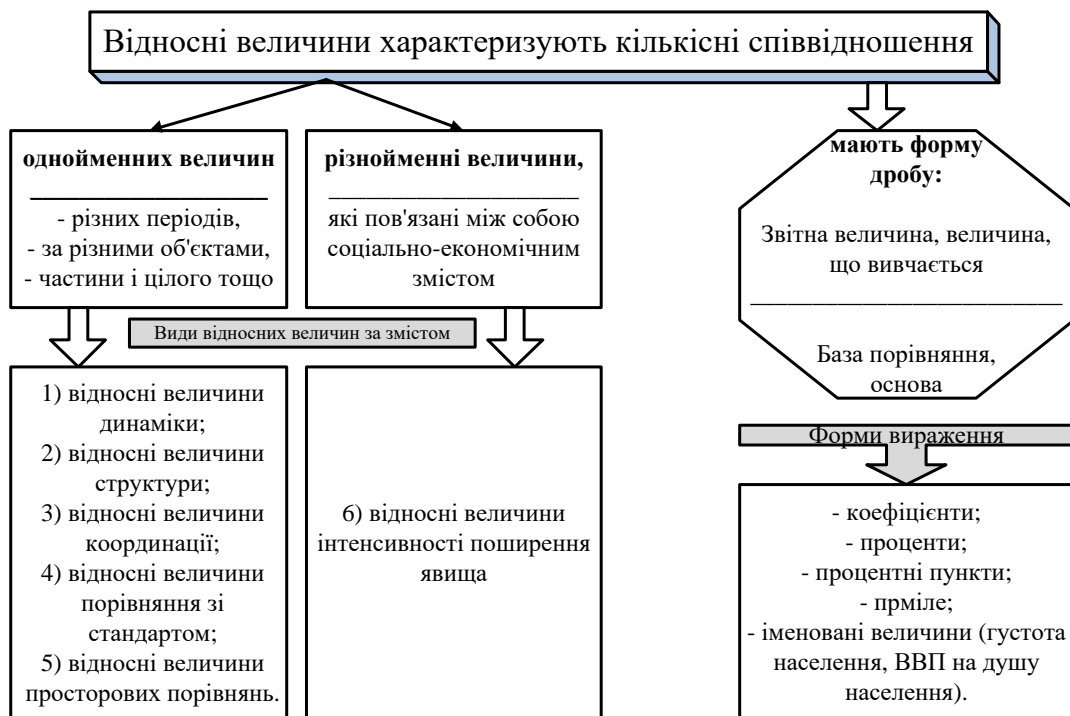 Відносні величини характеризують кількісні співвідношення
однойменних величин
___________________
- різних періодів,
- за різними об'єктами,
- частини і цілого тощо
різнойменні величини,
____________________
які пов'язані між собою
соціально-економічним
змістом
мають форму
дробу:
Звітна величина, величина,
що вивчається
_________________________
База порівняння,
основа
Види відносних величин за змістом
1) відносні величини
динаміки;
2) відносні величини
структури;
3) відносні величини
координації;
4) відносні величини
порівняння зі
стандартом;
5) відносні величини
просторових порівнянь.
6) відносні величини
інтенсивності поширення
явища
Форми вираження
- коефіцієнти;
- проценти;
- процентні пункти;
- прміле;
- іменовані величини (густота
населення, ВВП на душу
населення).